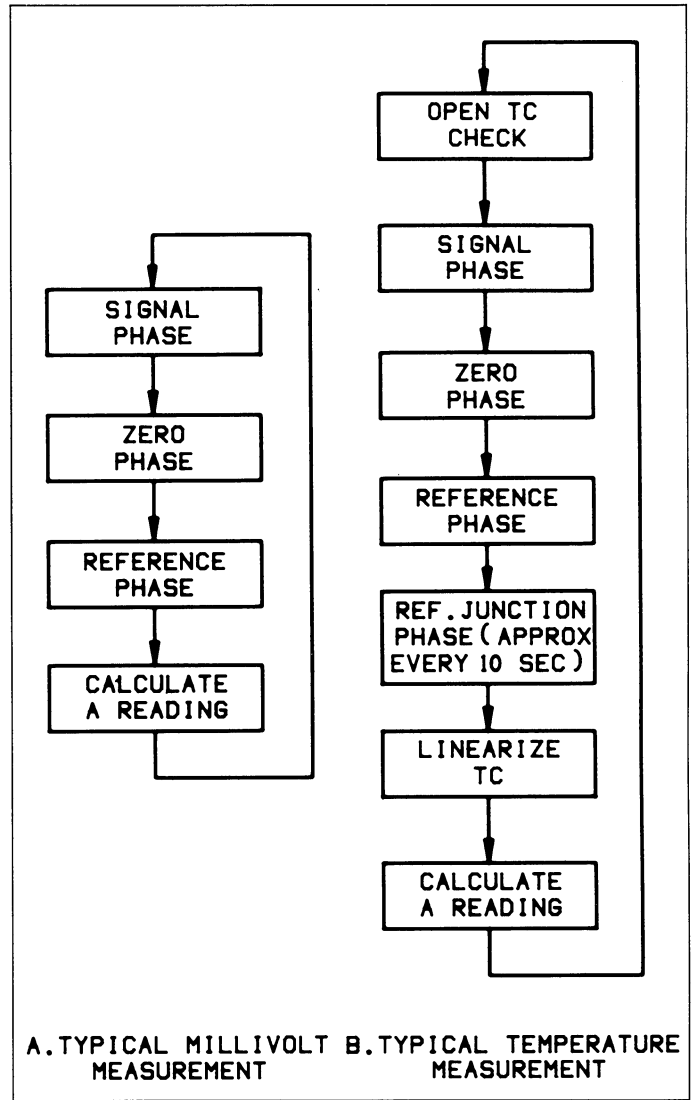 SIGNAL
PHASE
ZERO
PHASE
REFERENCE
PHASE
CALCULATE
A READING
A.TYPICAL MILLIVOLT
MEASUREMENT
OPEN TC
CHECK
SIGNAL
PHASE
ZERO
PHASE
REFERENCE
PHASE
REF.JUNCTION
PHASE(APPROX
EVERY 10 SEC)
LINEARIZE
TC
CALCULATE
A READING
B.TYPICAL TEMPERATURE
MEASUREMENT